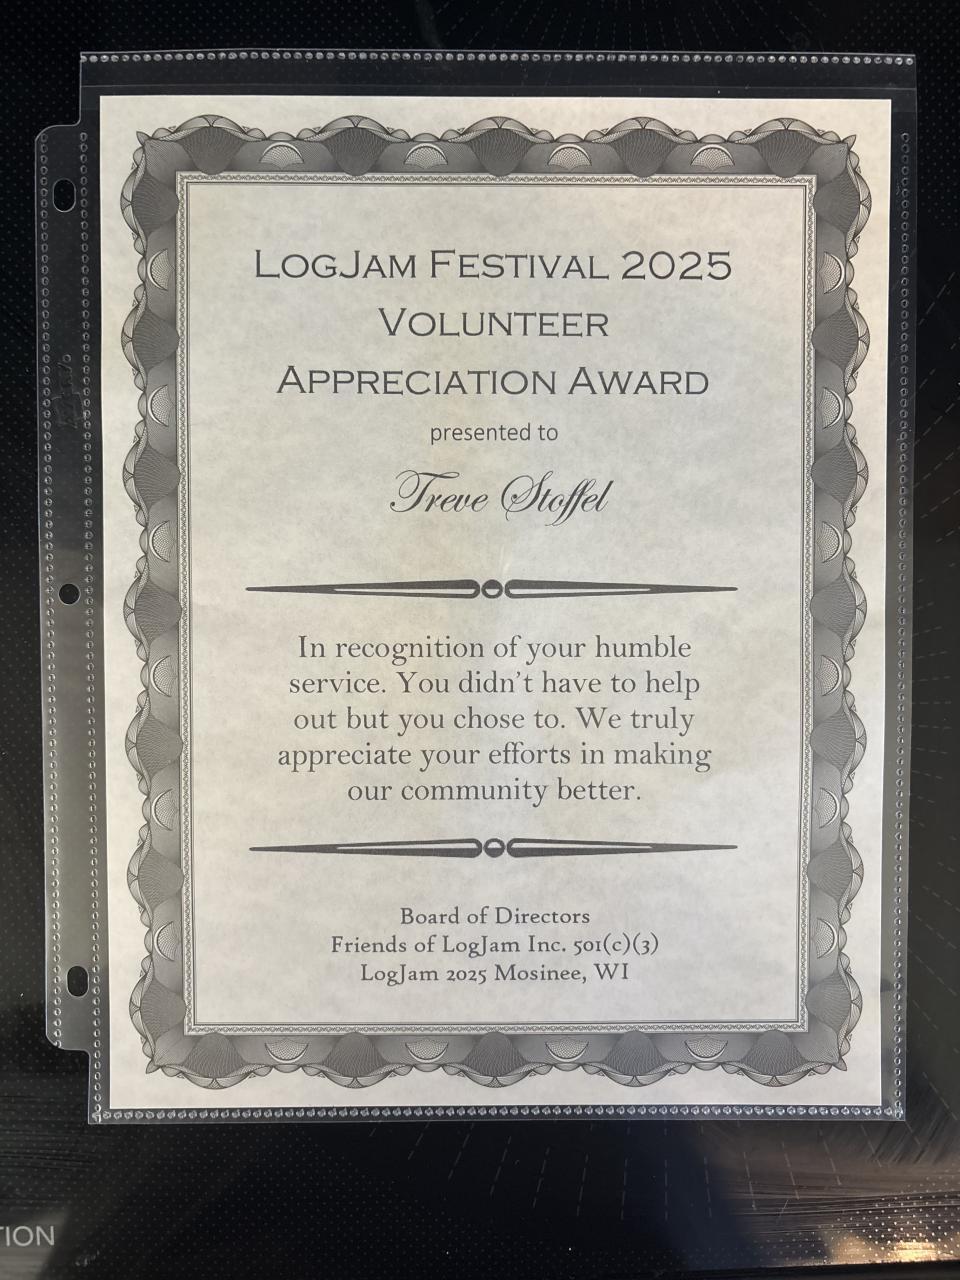 LOGJAM FESTIVAL 2025
VOLUNTEER
APPRECIATION AWARD
presented to
Treve Stoffel
In recognition of your humble
service. You didn't have to help
out but you chose to. We truly
appreciate your efforts in making
our community better.
Board of Directors
Friends of LogJam Inc. 501(c)(3)
LogJam 2025 Mosinee, WI
TION